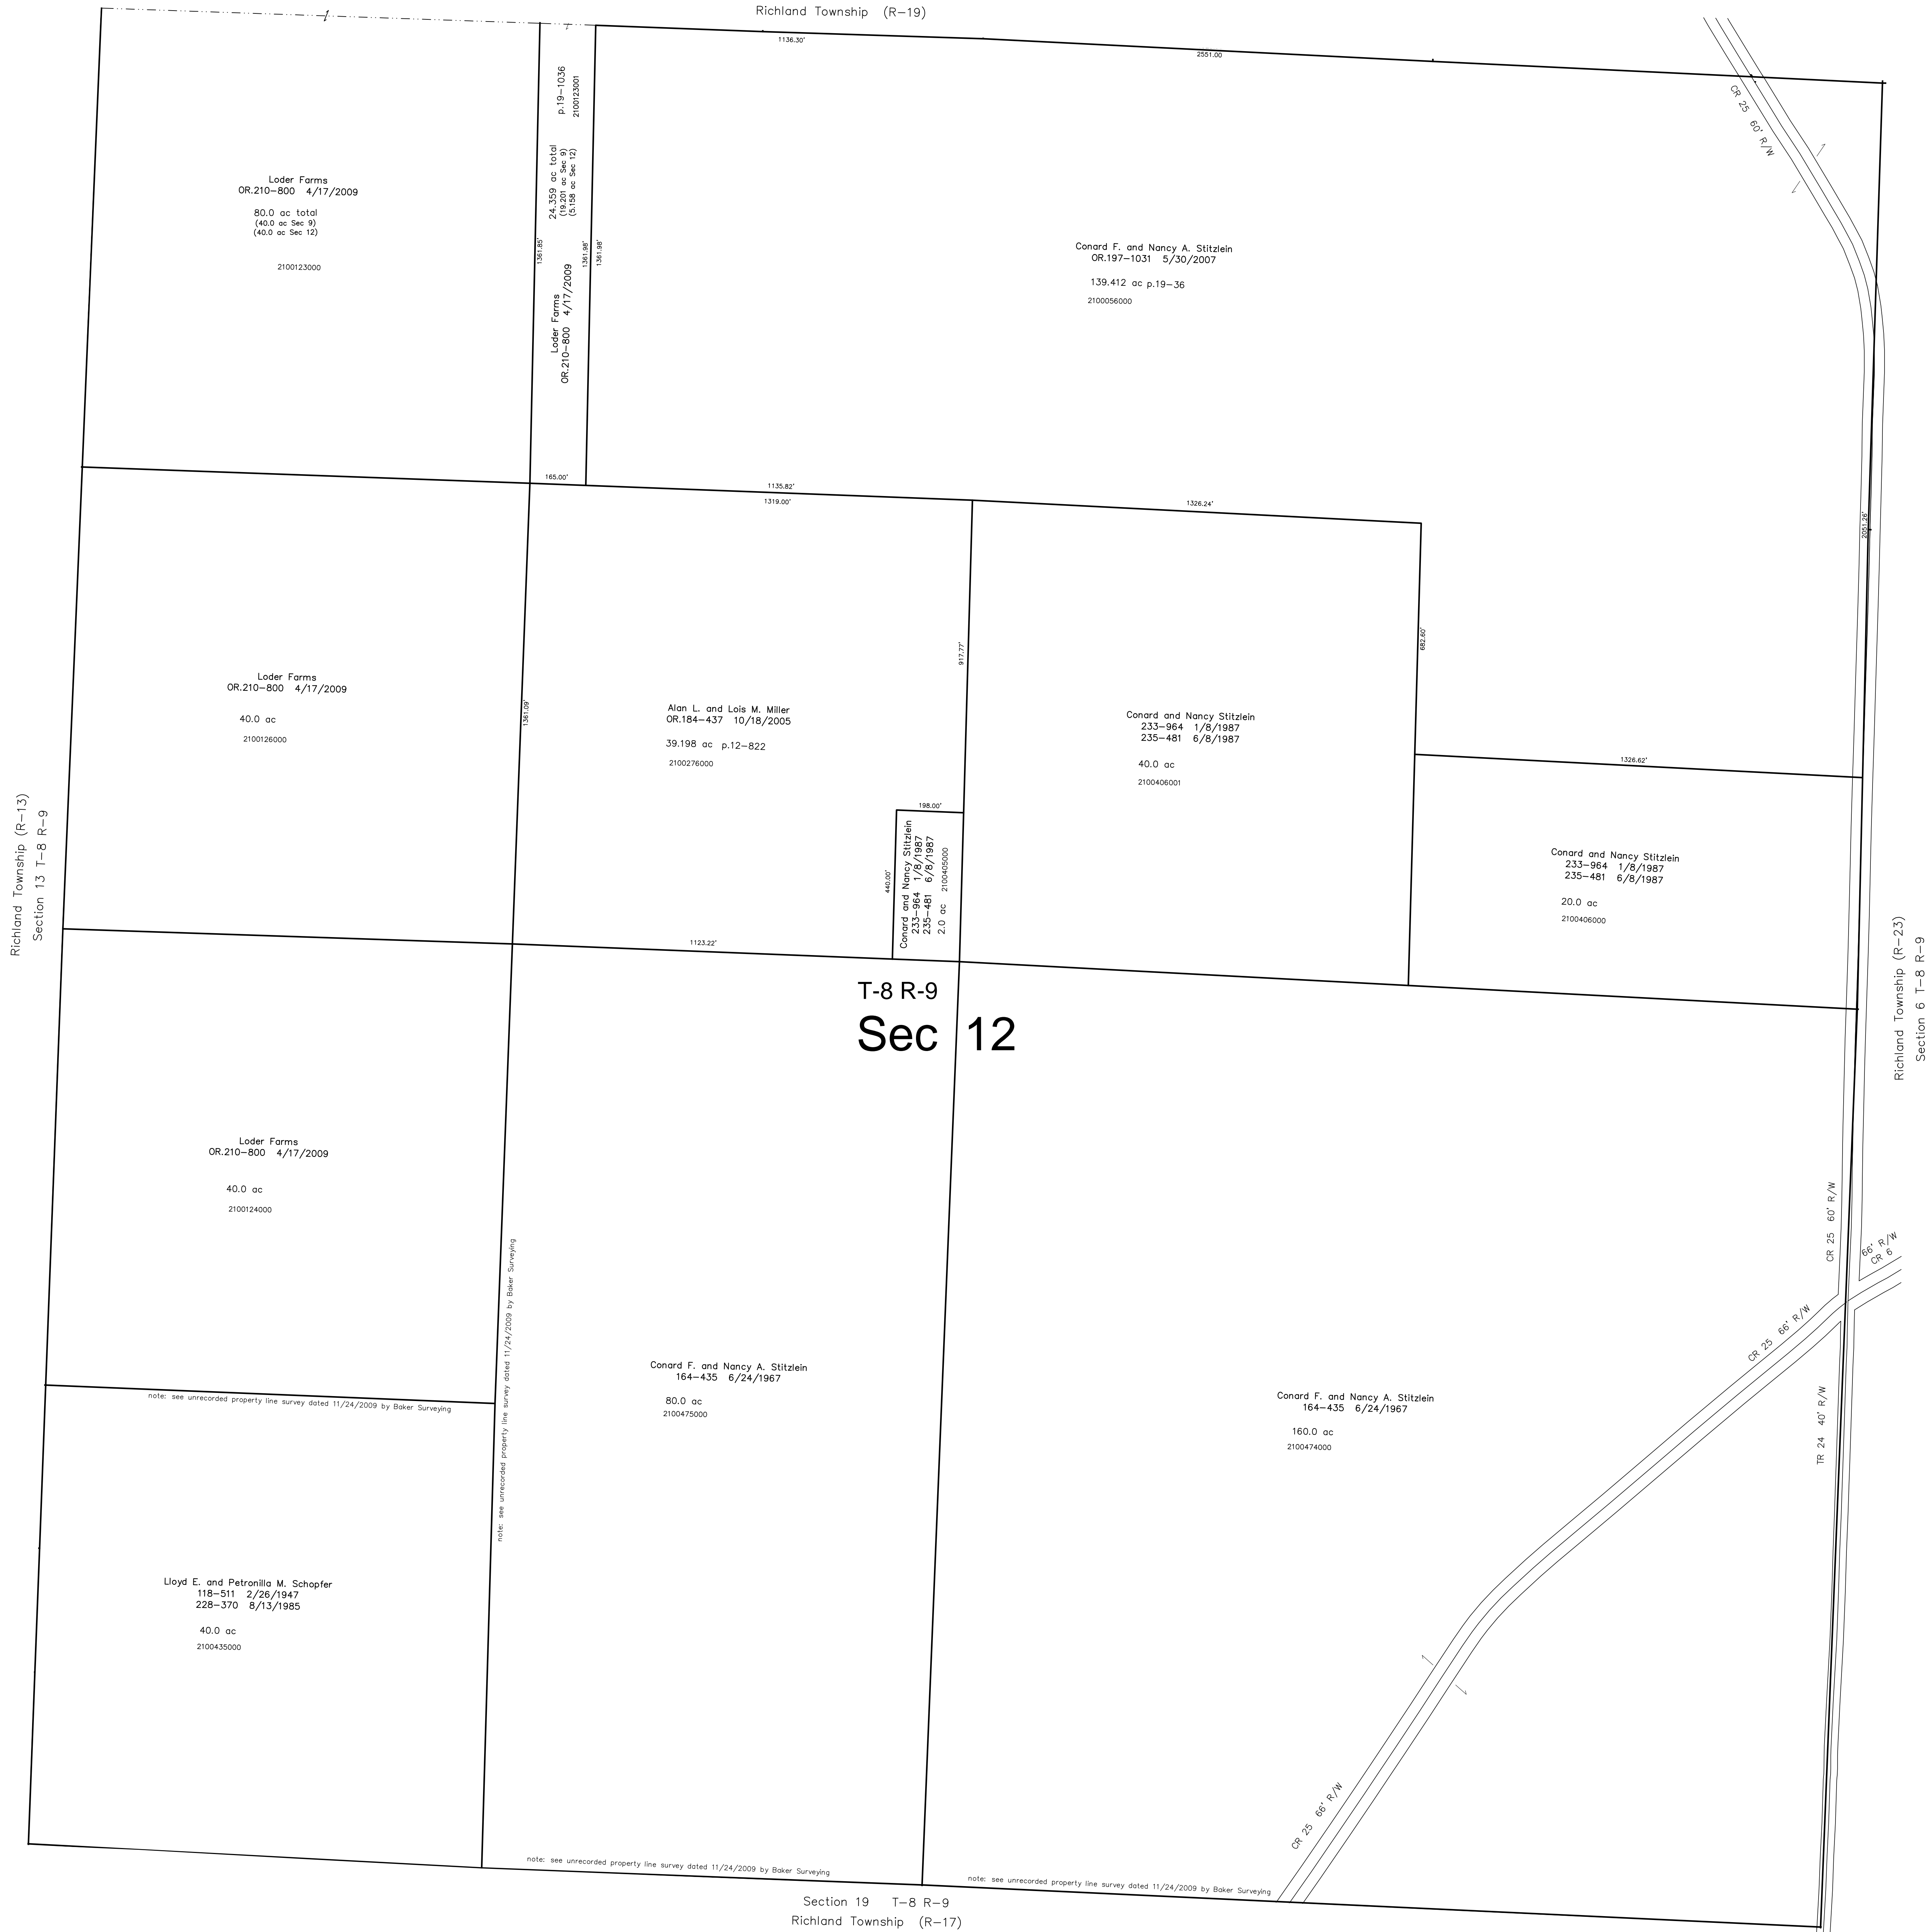 Richland Township (R-19)
1136.30'
2551.00
CR 25 60' R/W
Loder Farms
OR.210-800 4/17/2009
80.0 ac total
(40.0 ac Sec 9)
(40.0 ac Sec 12)
2100123000
p.19-1036
2100123001
24.359 ac total
(19.201 ac Sec 9)
(5.158 ac Sec 12)
Loder Farms
OR.210-800 4/17/2009
1361.85'
1361.98'
1361.98'
Conard F. and Nancy A. Stitzlein
OR.197-1031 5/30/2007
139.412 ac p.19-36
2100056000
165.00'
1135.82'
1319.00'
1326.24'
2051.26'
Loder Farms
OR.210-800 4/17/2009
40.0 ac
2100126000
1361.09'
Alan L. and Lois M. Miller
OR.184-437 10/18/2005
39.198 ac p.12-822
2100276000
917.77'
Conard and Nancy Stitzlein
233-964 1/8/1987
235-481 6/8/1987
40.0 ac
2100406001
682.60'
1326.62'
198.00'
440.00'
Conard and Nancy Stitzlein
233-964 1/8/1987
235-481 6/8/1987
2.0 ac 2100405000
Conard and Nancy Stitzlein
233-964 1/8/1987
235-481 6/8/1987
20.0 ac
2100406000
Richland Township (R-13)
Section 13 T-8 R-9
Richland Township (R-23)
Section 6 T-8 R-9
1123.22'
T-8 R-9
Sec 12
Loder Farms
OR.210-800 4/17/2009
40.0 ac
2100124000
note: see unrecorded property line survey dated 11/24/2009 by Baker Surveying
note: see unrecorded property line survey dated 11/24/2009 by Baker Surveying
CR 25 60' R/W
66' R/W
CR 6
CR 25 66' R/W
TR 24 40' R/W
Conard F. and Nancy A. Stitzlein
164-435 6/24/1967
80.0 ac
2100475000
Conard F. and Nancy A. Stitzlein
164-435 6/24/1967
160.0 ac
2100474000
Lloyd E. and Petronilla M. Schopfer
118-511 2/26/1947
228-370 8/13/1985
40.0 ac
2100435000
CR 25 66' R/W
note: see unrecorded property line survey dated 11/24/2009 by Baker Surveying
note: see unrecorded property line survey dated 11/24/2009 by Baker Surveying
Section 19 T-8 R-9
Richland Township (R-17)